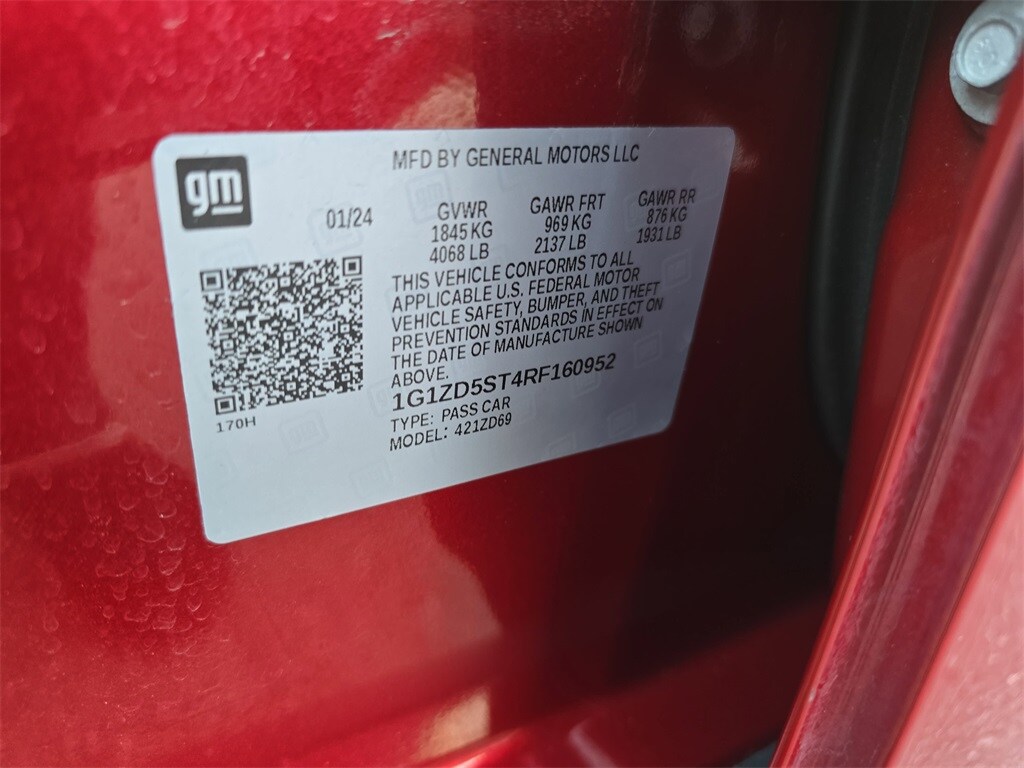 MFD BY GENERAL MOTORS LLC
gm
01/24
GVWR
1845 KG
4068 LB
GAWR FRT
969 KG
2137 LB
GAWR RR
876 KG
1931 LB
THIS VEHICLE CONFORMS TO ALL
APPLICABLE U.S. FEDERAL MOTOR
VEHICLE SAFETY, BUMPER, AND THEFT
PREVENTION STANDARDS IN EFFECT ON
THE DATE OF MANUFACTURE SHOWN
ABOVE.
1G1ZD5ST4RF160952
TYPE: PASS CAR
MODEL: 421ZD69
170H